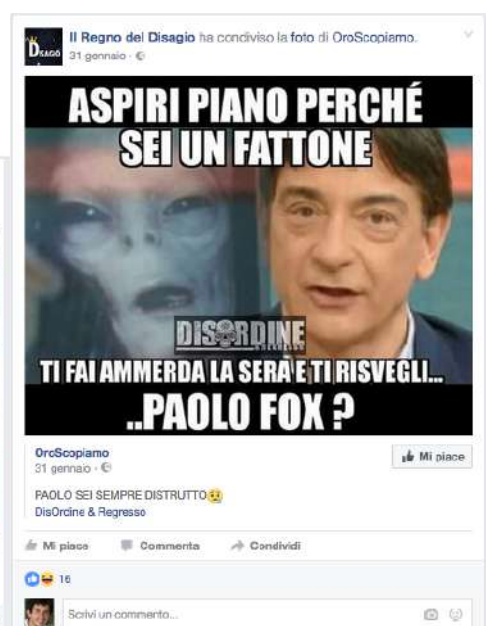 DISAGIO
Il Regno del Disagio ha condiviso la foto di OroScopiamo.
31 gennaio ·
ASPIRI PIANO PERCHÉ
SEI UN FATTONE
DISORDINE
TI FAI AMMERDA LA SERA E TI RISVEGLI...
..PAOLO FOX ?
OroScopiamo
31 gennaio ·
Mi piace
PAOLO SEI SEMPRE DISTRUTTO
DisOrdine & Regresso
Mi piace
Commenta
Condividi
16
Scrivi un commento...